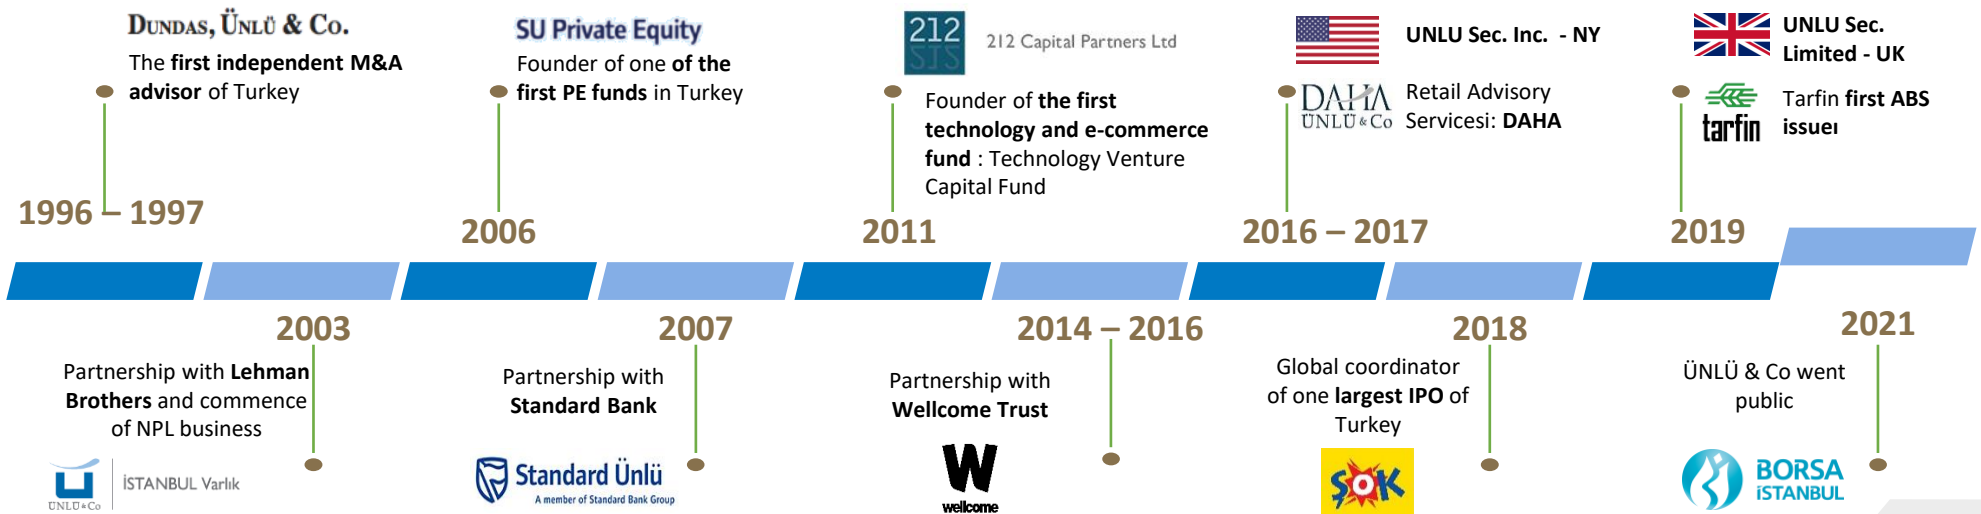 DUNDAS, ÜNLÜ & CO.
The first independent M&A
advisor of Turkey
1996 – 1997
SU Private Equity
Founder of one of the
first PE funds in Turkey
2006
212
212 Capital Partners Ltd
Founder of the first
technology and e-commerce
fund : Technology Venture
Capital Fund
2011
UNLU Sec. Inc. - NY
DAHA
ÜNLÜ & Co
Retail Advisory
Servicesi: DAHA
2016 – 2017
UNLU Sec.
Limited - UK
tarfin
Tarfin first ABS
issueı
2019
2003
Partnership with Lehman
Brothers and commence
of NPL business
ÜNLÜ & Co
İSTANBUL Varlık
2007
Partnership with
Standard Bank
Standard Ünlü
A member of Standard Bank Group
2014 – 2016
Partnership with
Wellcome Trust
W
wellcome
2018
Global coordinator
of one largest IPO of
Turkey
ŞOK
2021
ÜNLÜ & Co went
public
BORSA
İSTANBUL